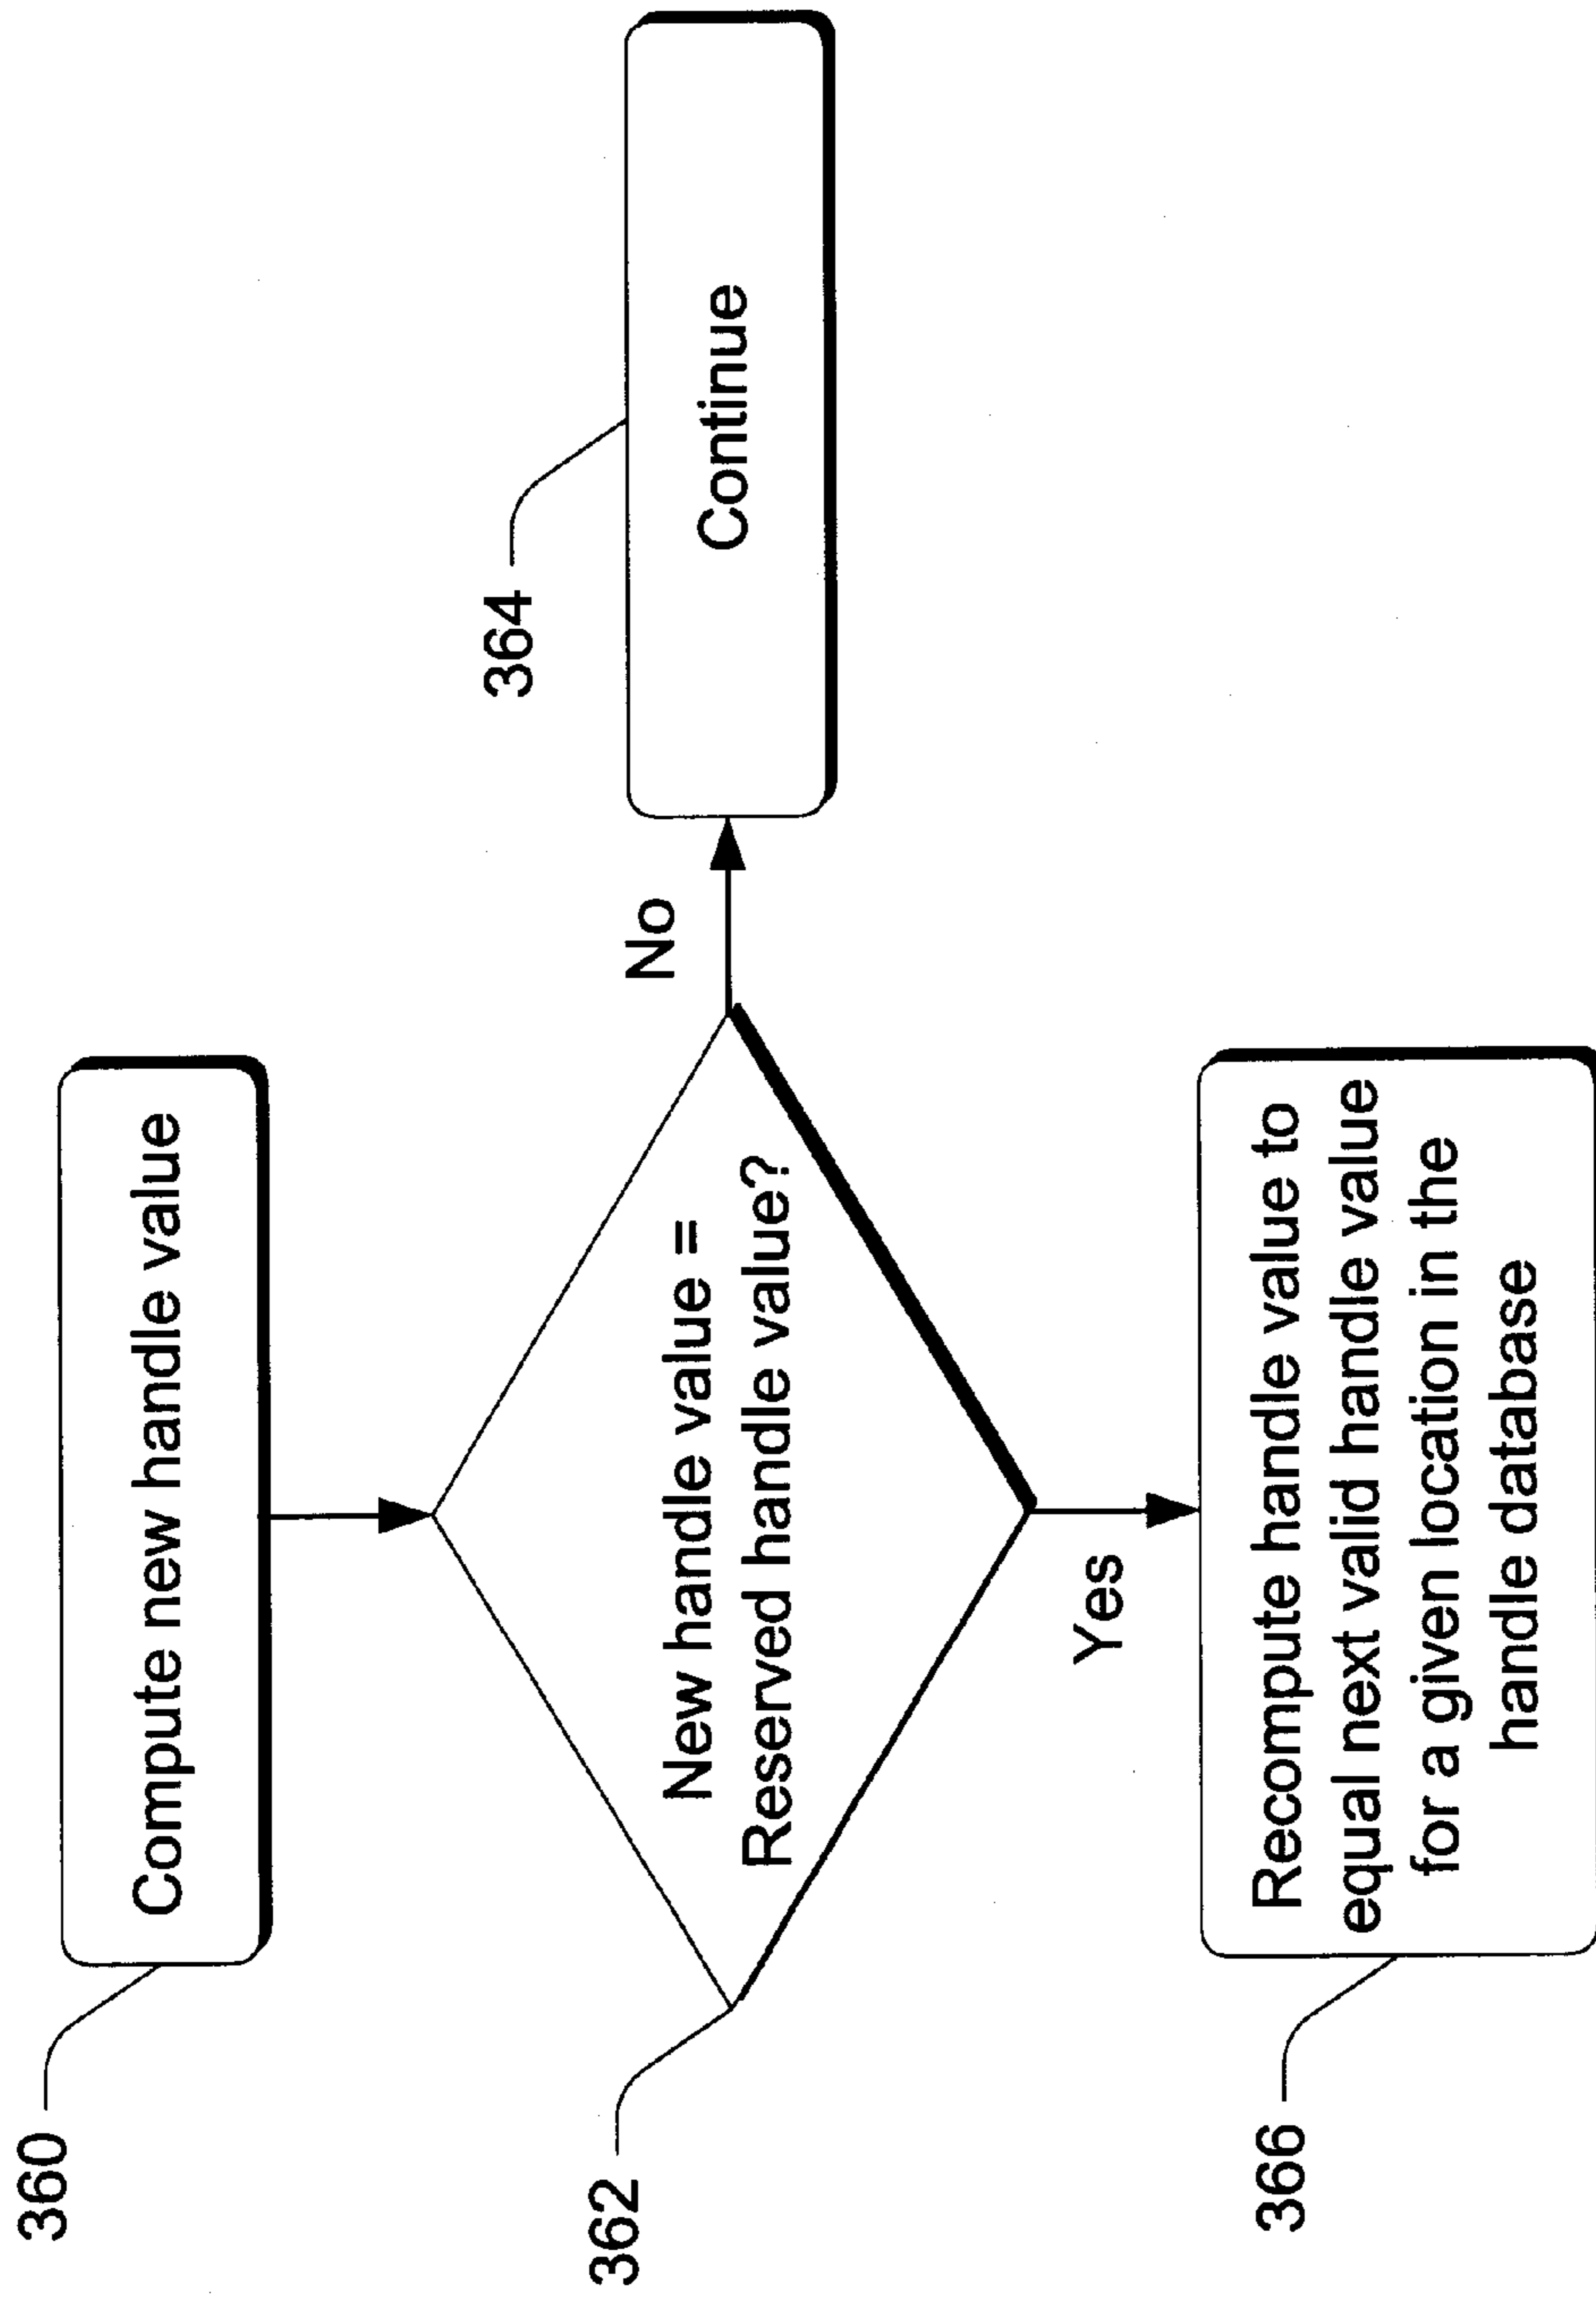 360
Compute new handle value
362
New handle value =
Reserved handle value?
No
364
Continue
Yes
366
Recompute handle value to
equal next valid handle value
for a given location in the
handle database